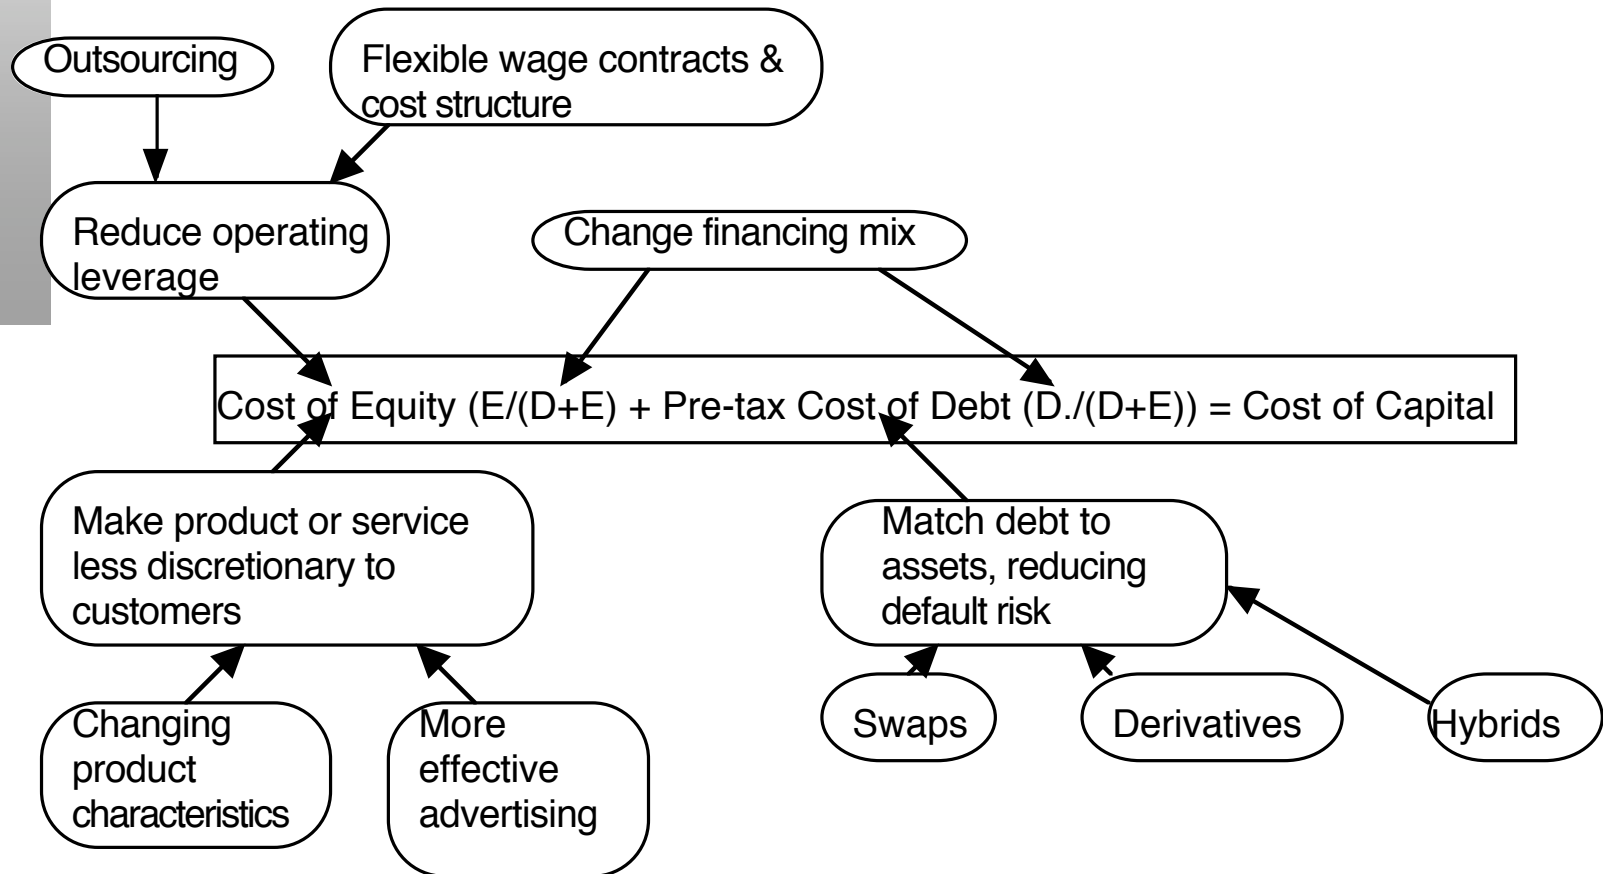 Outsourcing
Flexible wage contracts &
cost structure
Reduce operating
leverage
Change financing mix
Cost of Equity (E/(D+E) + Pre-tax Cost of Debt (D./(D+E)) = Cost of Capital
Make product or service
less discretionary to
customers
Match debt to
assets, reducing
default risk
Changing
product
characteristics
More
effective
advertising
Swaps
Derivatives
Hybrids